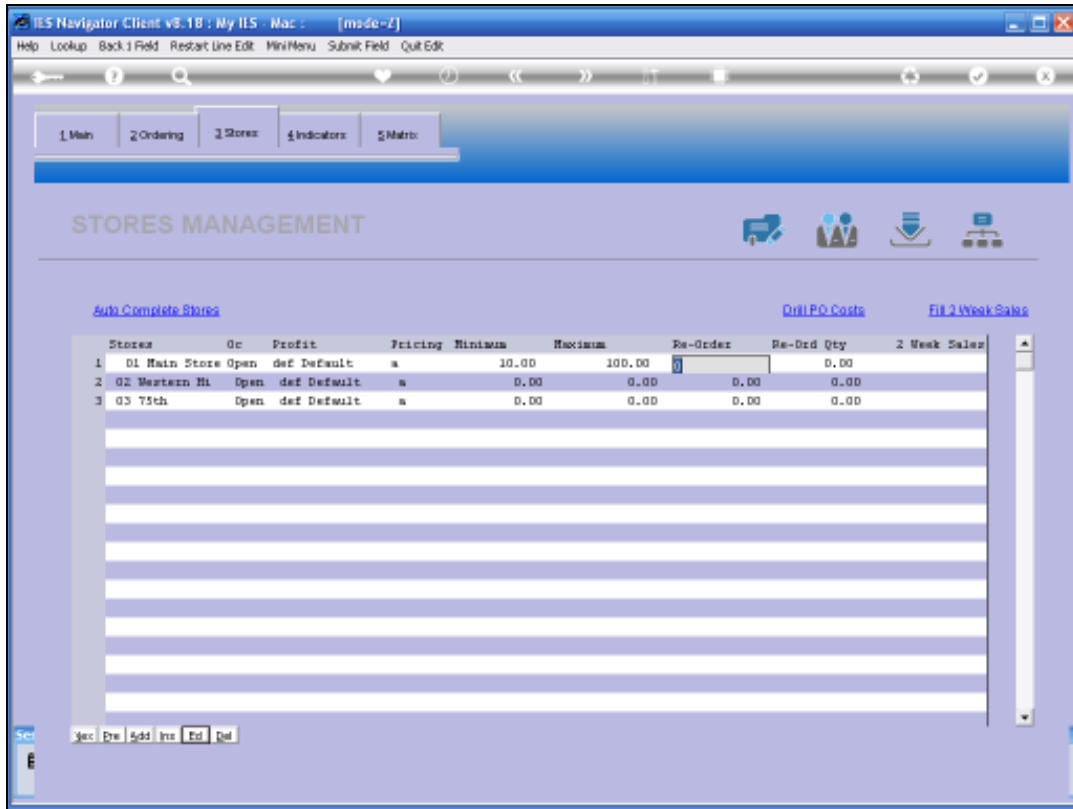 IES Navigator Client v8.1B : My IES - Mac : [mode=Z]
Help Lookup Back 1 Field Restart Line Edit MiniMenu Submit Field Quit Edit
1 Main 2 Ordering 3 Stores 4 Indicators 5 Matrix
STORES MANAGEMENT
Auto Complete Stores Drill PO Costs Fill 2 Week Sales
Stores Oc Profit Pricing Minimum Maximum Re-Order Re-Ord Qty 2 Week Sales
1 01 Main Store Open def Default m 10.00 100.00 0 0.00
2 02 Western Mi Open def Default m 0.00 0.00 0.00 0.00
3 03 75th Open def Default m 0.00 0.00 0.00 0.00
Nex Pre Add Ins Ed Del